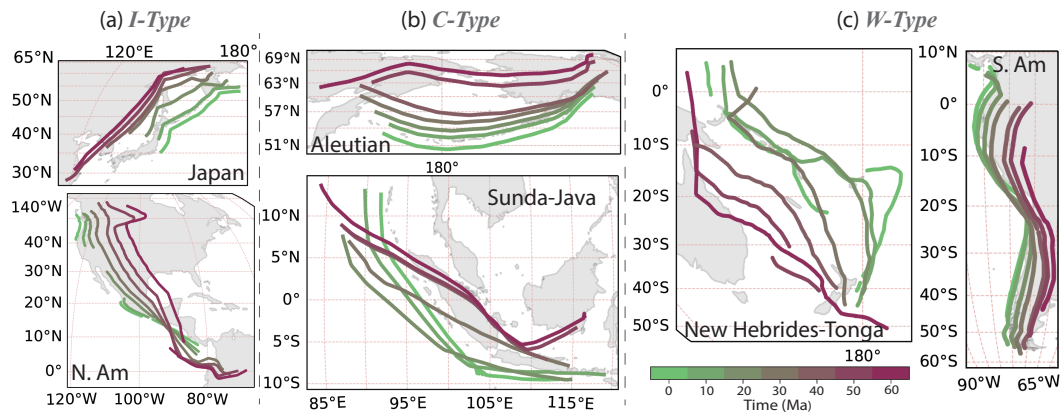 (a) I-Type
120°E
180°
65°N
50°N
40°N
30°N
Japan
140°W
40°N
30°N
20°N
10°N
0°
N. Am
120°W
100°W
80°W
(b) C-Type
69°N
63°N
57°N
51°N
Aleutian
180°
Sunda-Java
10°N
5°N
0°
5°S
10°S
85°E
95°E
105°E
115°E
(c) W-Type
0°
10°S
20°S
30°S
40°S
50°S
New Hebrides-Tonga
180°
0 10 20 30 40 50 60
Time (Ma)
10°N
S. Am
0°
10°S
20°S
30°S
40°S
50°S
60°S
90°W
60°W